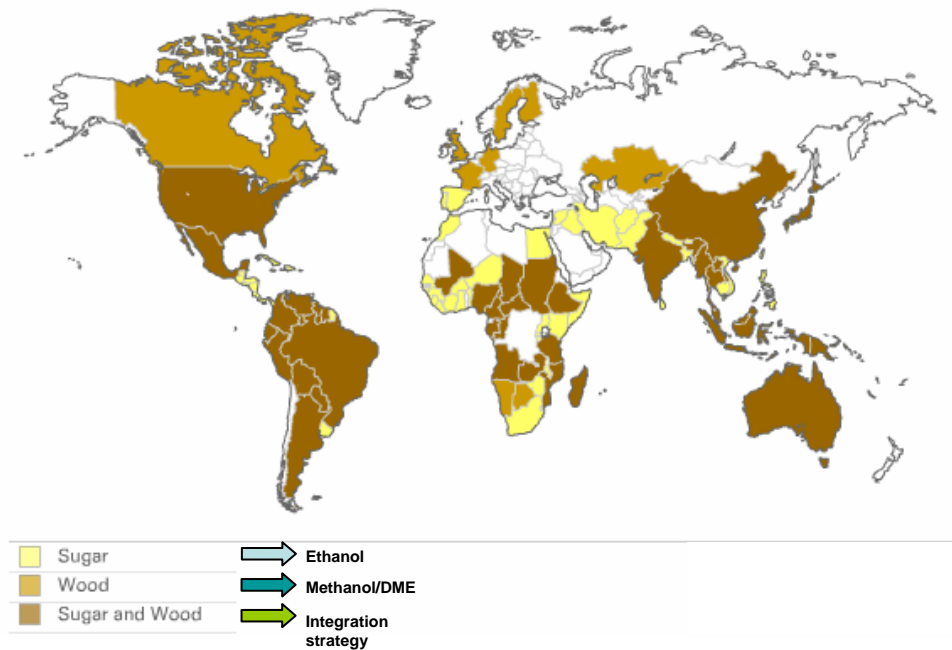 Sugar
Ethanol
Wood
Methanol/DME
Sugar and Wood
Integration
strategy